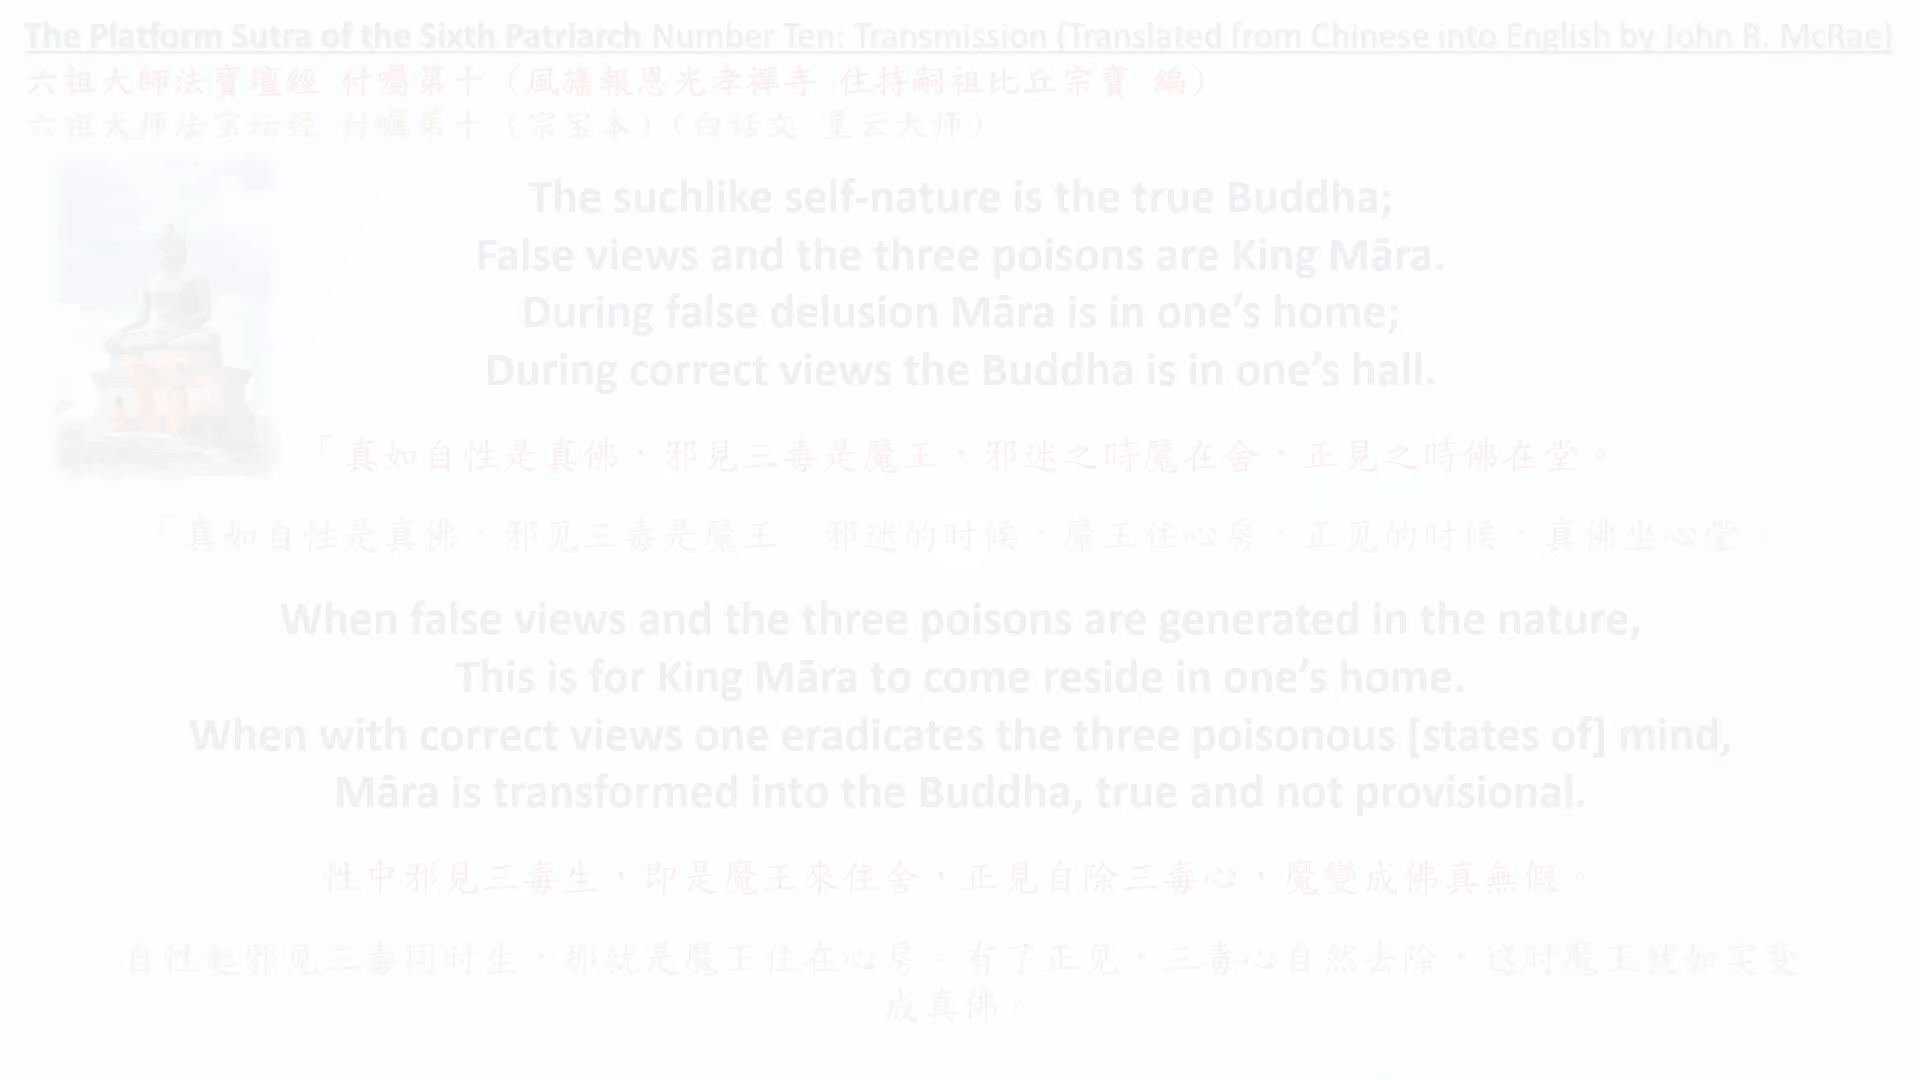 The Platform Sutra of the Sixth Patriarch Number Ten: Transmission (Translated from Chinese into English by John R. McRae)
六祖大師法寶壇經 付囑第十（風旛報恩光孝禪寺 住持嗣祖比丘宗寶 編）
六祖大师法宝坛经 付嘱第十（宗宝本）（白话文 星云大师）
The suchlike self-nature is the true Buddha;
False views and the three poisons are King Māra.
During false delusion Māra is in one’s home;
During correct views the Buddha is in one’s hall.
「真如自性是真佛，邪見三毒是魔王，邪迷之時魔在舍，正見之時佛在堂。
「真如自性是真佛，邪见三毒是魔王。邪迷的时候，魔王住心房，正见的时候，真佛坐心堂。
When false views and the three poisons are generated in the nature,
This is for King Māra to come reside in one’s home.
When with correct views one eradicates the three poisonous [states of] mind,
Māra is transformed into the Buddha, true and not provisional.
性中邪見三毒生，即是魔王來住舍，正見自除三毒心，魔變成佛真無假。
自性起邪见三毒同时生，那就是魔王住在心房。有了正见，三毒心自然去除，这时魔王就如实变
成真佛。